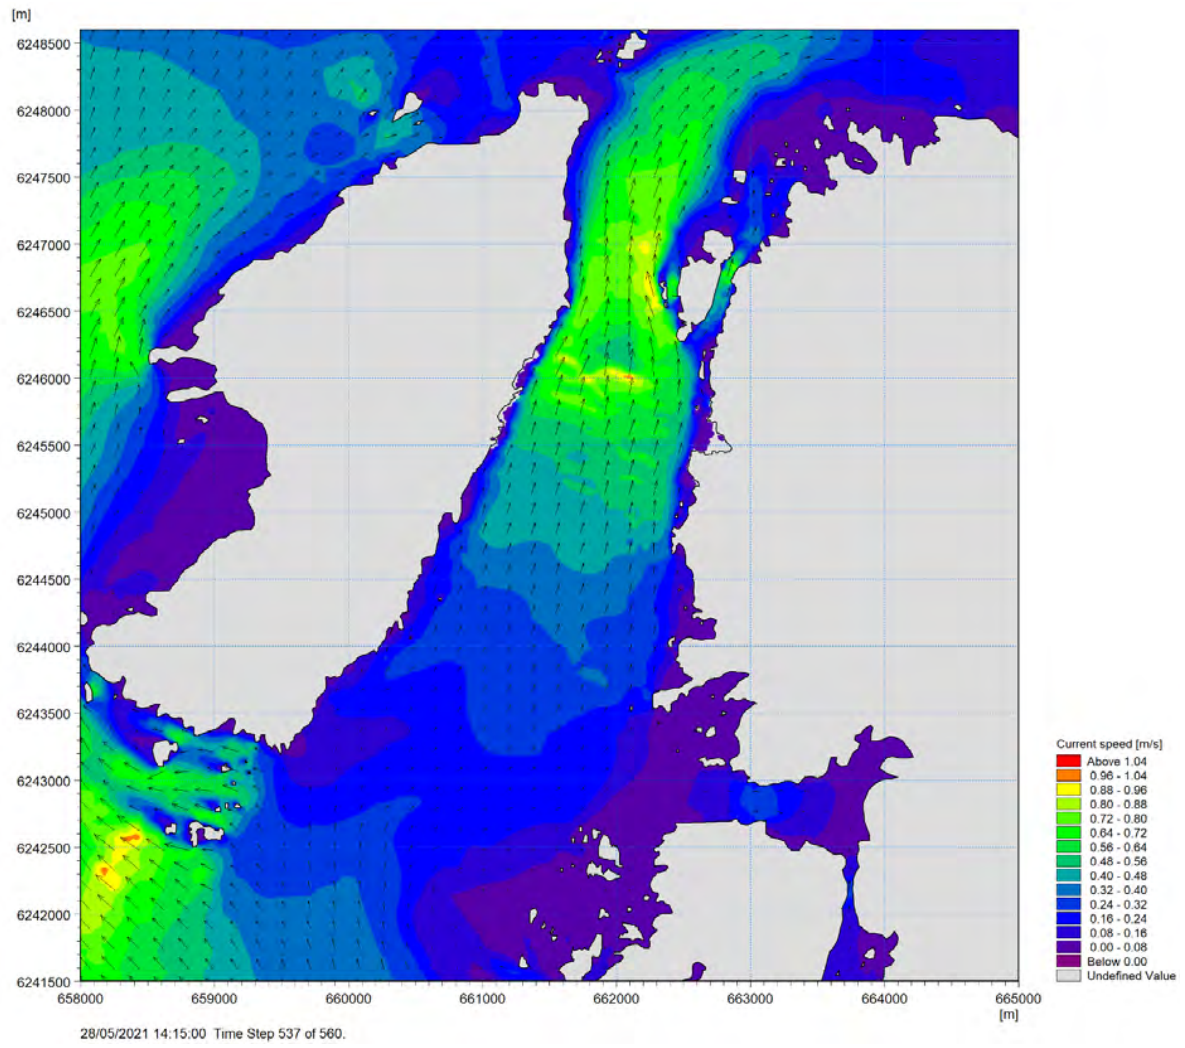 [m]
6248500
6248000
6247500
6247000
6246500
6246000
6245500
6245000
6244500
6244000
6243500
6243000
6242500
6242000
6241500
658000 659000 660000 661000 662000 663000 664000 665000
[m]
Current speed [m/s]
Above 1.04
0.96 - 1.04
0.88 - 0.96
0.80 - 0.88
0.72 - 0.80
0.64 - 0.72
0.56 - 0.64
0.48 - 0.56
0.40 - 0.48
0.32 - 0.40
0.24 - 0.32
0.16 - 0.24
0.08 - 0.16
0.00 - 0.08
Below 0.00
Undefined Value
28/05/2021 14:15:00 Time Step 537 of 560.